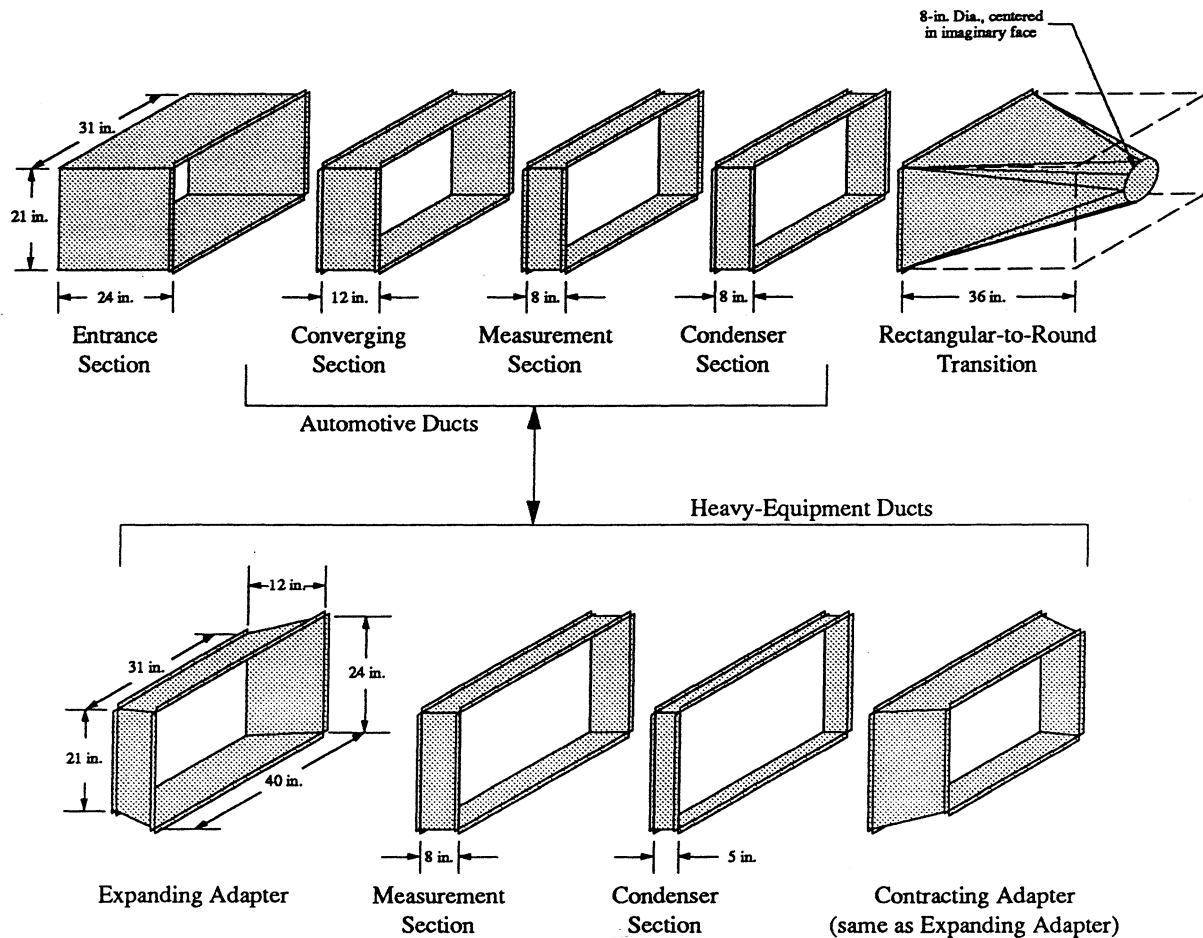 8-in. Dia., centered
in imaginary face
31 in.
21 in.
24 in.
12 in.
8 in.
8 in.
36 in.
Entrance
Section
Converging
Section
Measurement
Section
Condenser
Section
Rectangular-to-Round
Transition
Automotive Ducts
Heavy-Equipment Ducts
12 in.
31 in.
24 in.
21 in.
40 in.
8 in.
5 in.
Expanding Adapter
Measurement
Section
Condenser
Section
Contracting Adapter
(same as Expanding Adapter)